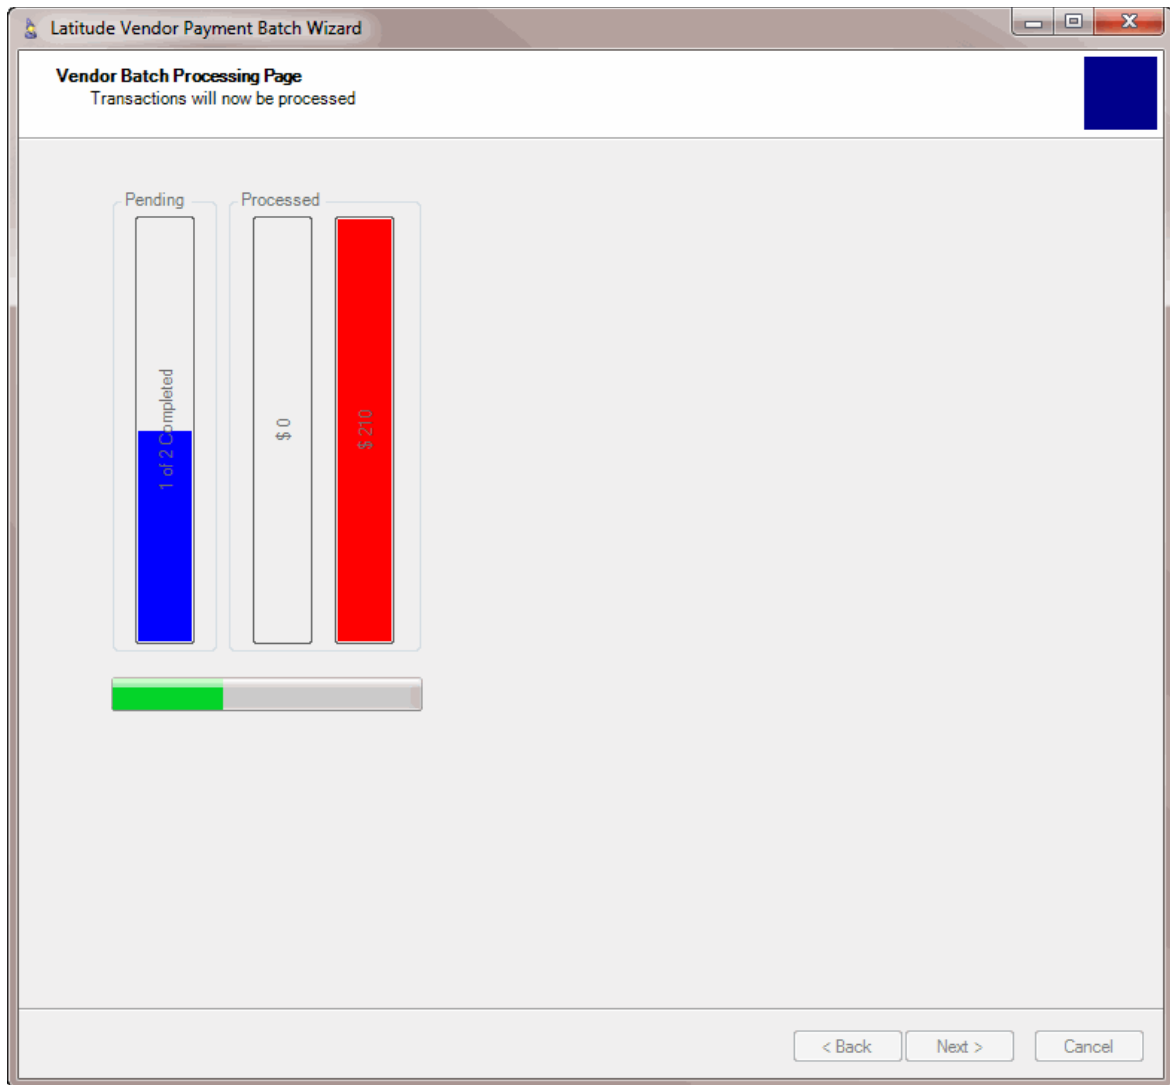 Latitude Vendor Payment Batch Wizard
Vendor Batch Processing Page
Transactions will now be processed
Pending
Processed
1 of 2 Completed
$ 0
$ 210
< Back
Next >
Cancel